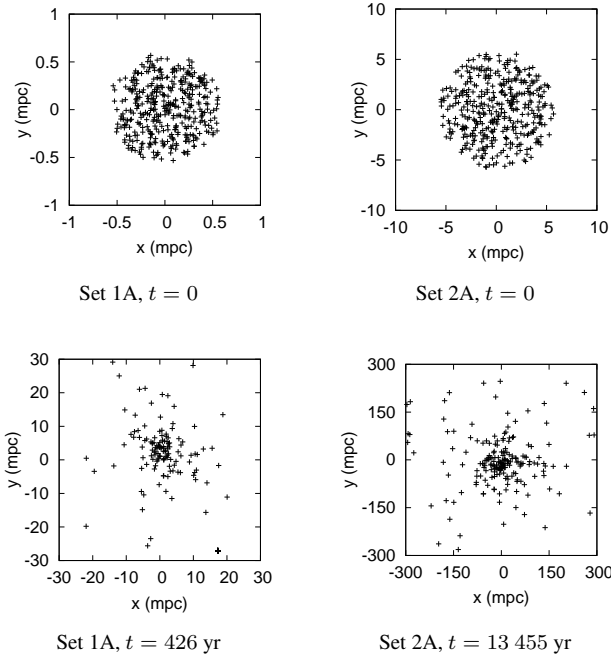 1
0.5
0
-0.5
-1
y (mpc)
-1 -0.5 0 0.5 1
x (mpc)
Set 1A, t = 0
10
5
0
-5
-10
y (mpc)
-10 -5 0 5 10
x (mpc)
Set 2A, t = 0
30
20
10
0
-10
-20
-30
y (mpc)
-30 -20 -10 0 10 20 30
x (mpc)
Set 1A, t = 426 yr
300
150
0
-150
-300
y (mpc)
-300 -150 0 150 300
x (mpc)
Set 2A, t = 13 455 yr